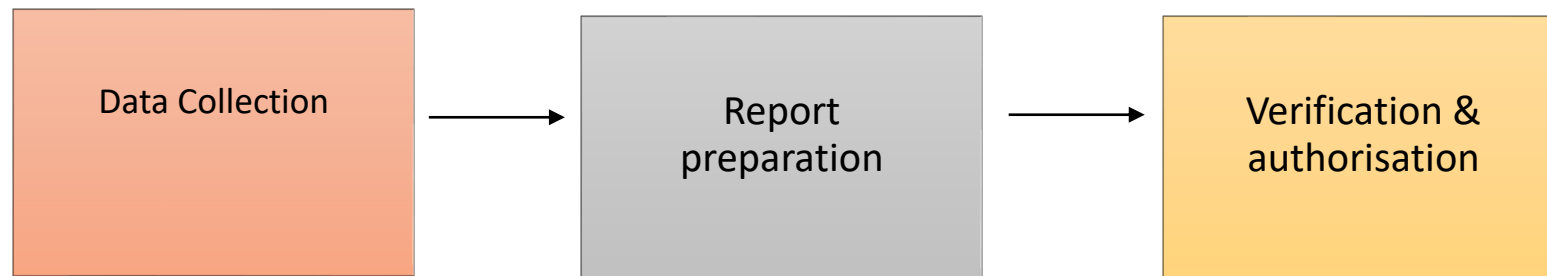 Data Collection
Report
preparation
Verification &
authorisation